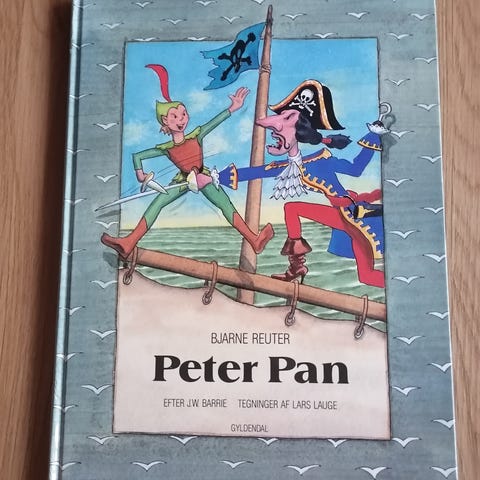 BJARNE REUTER
Peter Pan
EFTER J.W. BARRIE TEGNINGER AF LARS LAUGE
GYLDENDAL